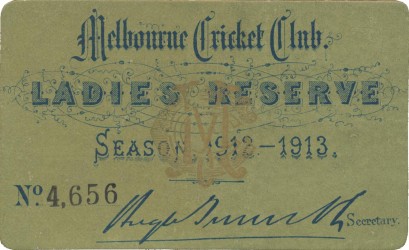 Melbourne Cricket Club.
LADIES RESERVE
SEASON, 1912-1913.
No. 4,656
Secretary.